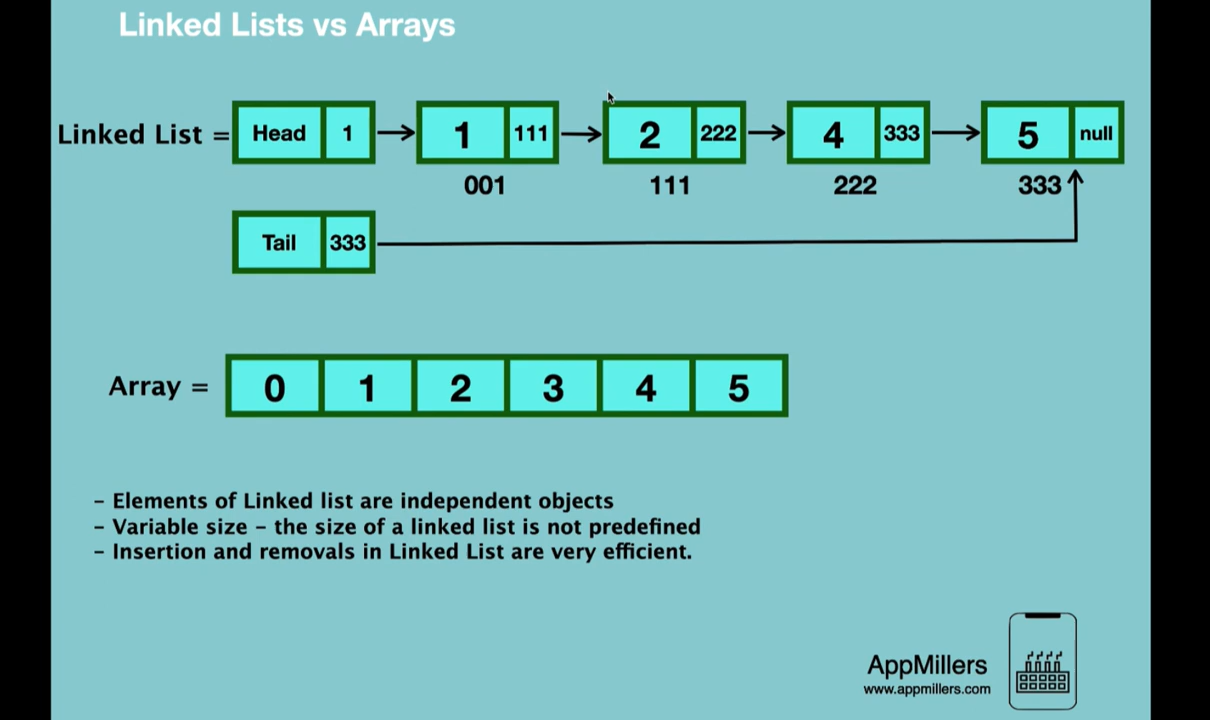 Linked Lists vs Arrays
Linked List = Head 1 1 111 2 222 4 333 5 null
001 111 222 333
Tail 333
Array = 0 1 2 3 4 5
– Elements of Linked list are independent objects
– Variable size – the size of a linked list is not predefined
– Insertion and removals in Linked List are very efficient.
AppMillers
www.appmillers.com